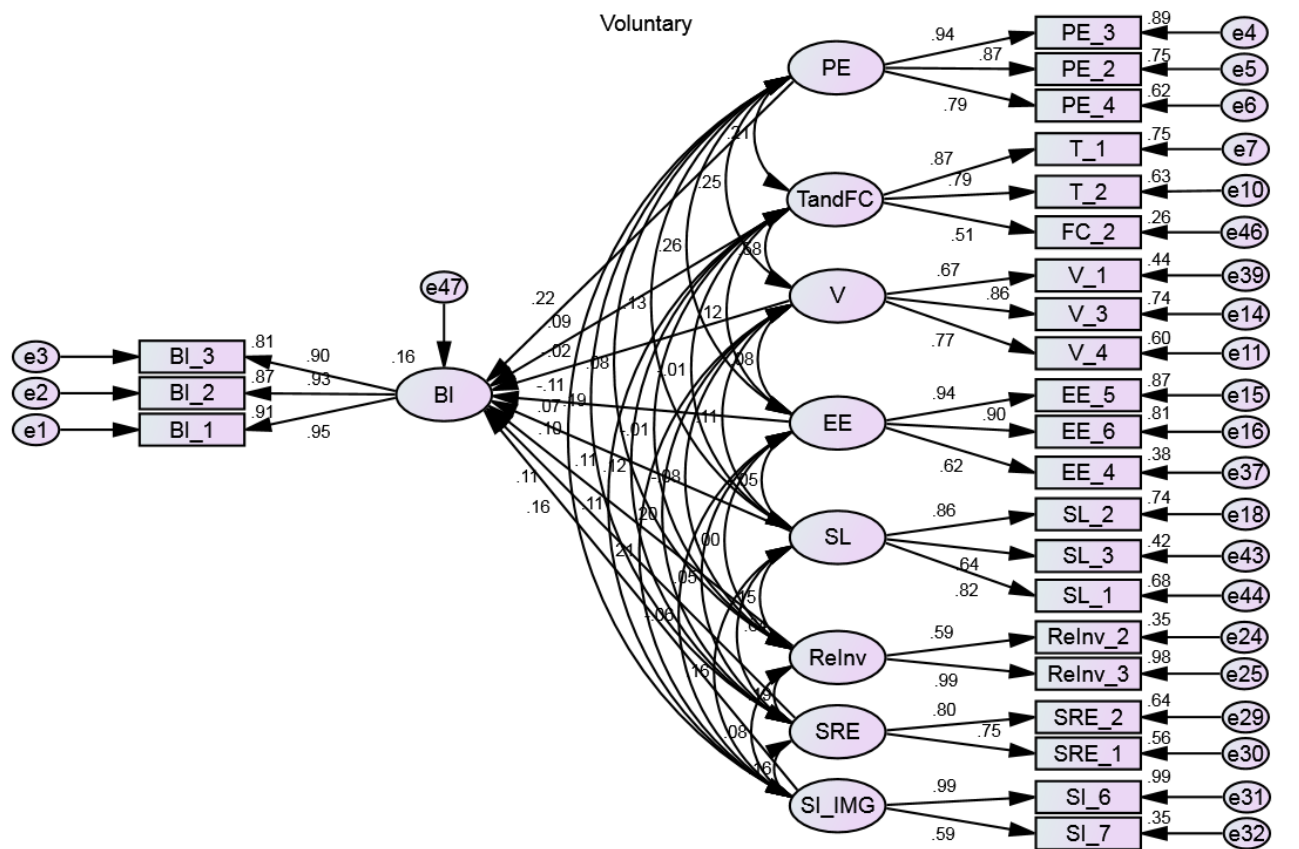 Voluntary
PE
.94
PE_3
.89
e4
.87
PE_2
.75
e5
.79
PE_4
.62
e6
TandFC
.87
T_1
.75
e7
.79
T_2
.63
e10
.51
FC_2
.26
e46
V
.67
V_1
.44
e39
.86
V_3
.74
e14
.77
V_4
.60
e11
EE
.94
EE_5
.87
e15
.90
EE_6
.81
e16
.62
EE_4
.38
e37
SL
.86
SL_2
.74
e18
.64
SL_3
.42
e43
.82
SL_1
.68
e44
ReInv
.59
ReInv_2
.35
e24
.99
ReInv_3
.98
e25
SRE
.80
SRE_2
.64
e29
.75
SRE_1
.56
e30
SI_IMG
.99
SI_6
.99
e31
.59
SI_7
.35
e32
e47
.16
BI
e3
BI_3
.81
.90
e2
BI_2
.87
.93
e1
BI_1
.91
.95
.21
.25
.26
.22
.09
-.02
-.11
.07
.10
.11
.16
.13
.12
.08
.08
-.01
.19
-.01
.11
.11
.12
-.08
.05
.11
.20
.00
.21
.05
-.06
.15
.16
.19
.08
.16